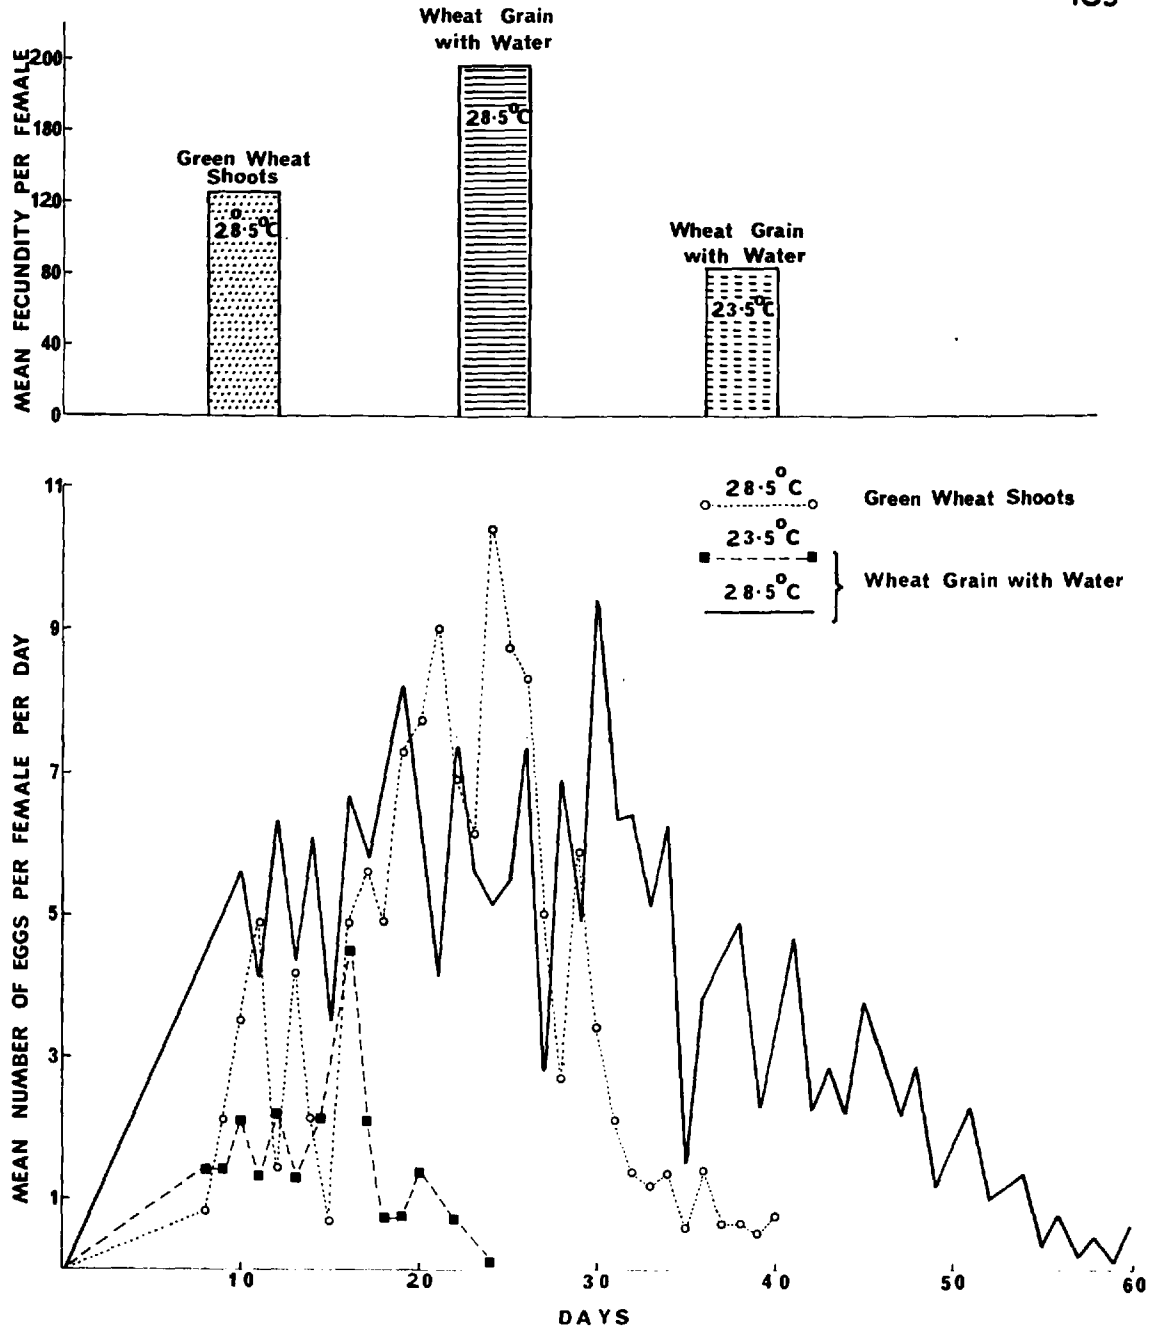 Wheat Grain
with Water
28·5°C
Green Wheat
Shoots
28·5°C
Wheat Grain
with Water
23·5°C
MEAN FECUNDITY PER FEMALE
200
180
120
80
40
0
28·5°C
Green Wheat Shoots
23·5°C
28·5°C
Wheat Grain with Water
MEAN NUMBER OF EGGS PER FEMALE PER DAY
11
9
7
5
3
1
10 20 30 40 50 60
DAYS